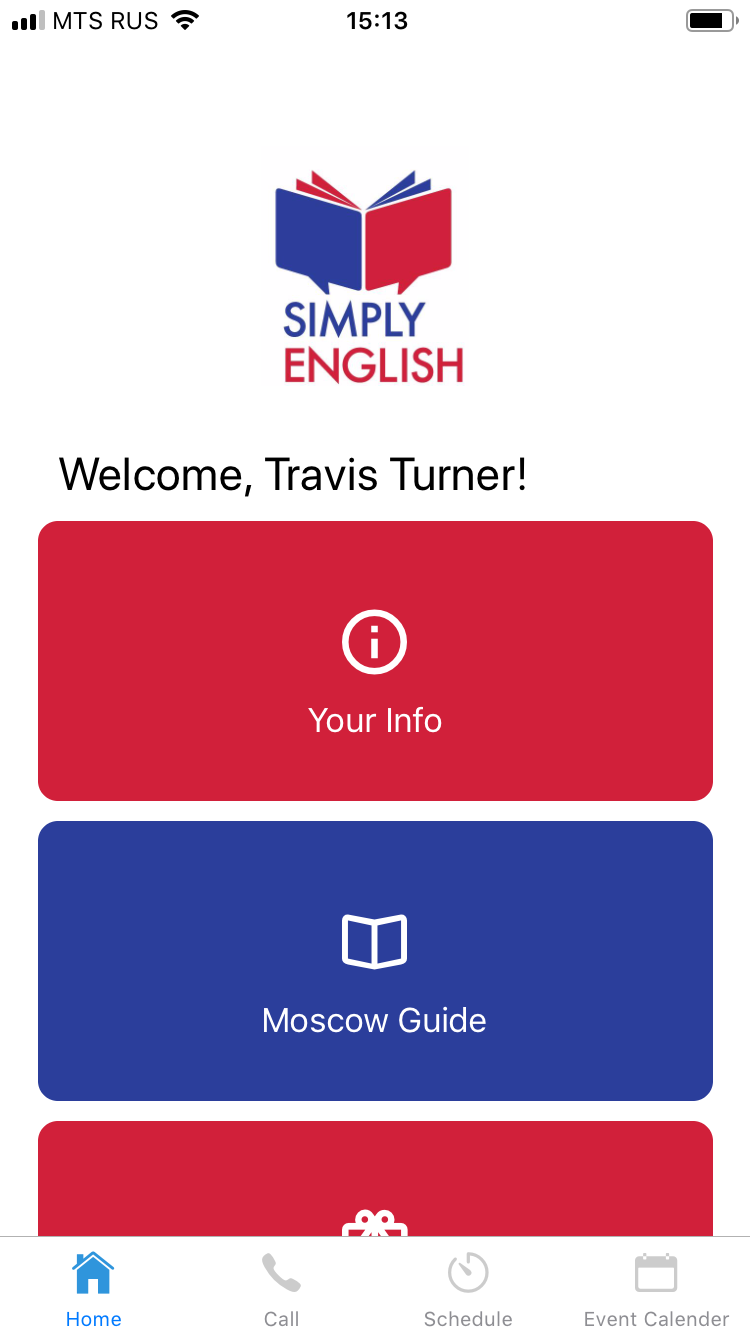 MTS RUS 15:13
SIMPLY
ENGLISH
Welcome, Travis Turner!
Your Info
Moscow Guide
Home Call Schedule Event Calender